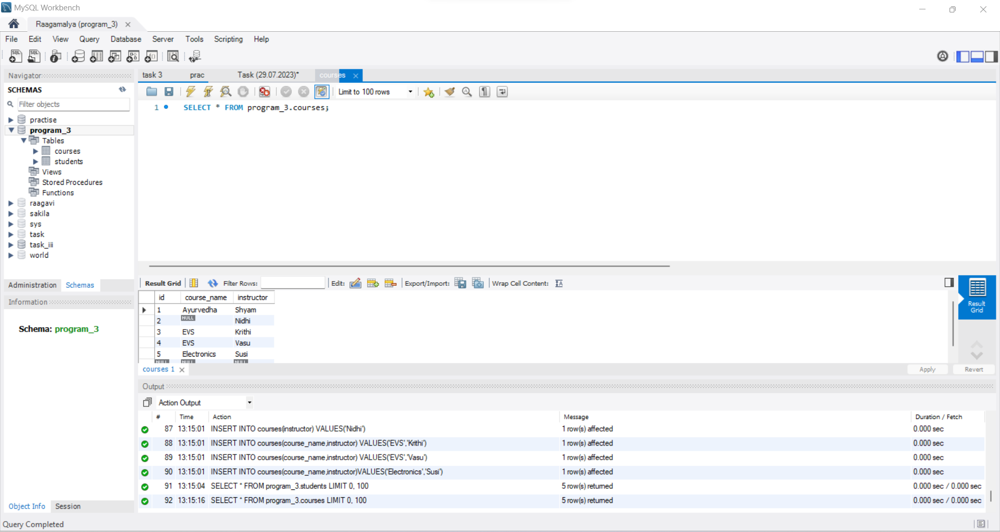 MySQL Workbench
Raagamalya (program_3)
File Edit View Query Database Server Tools Scripting Help
Navigator
SCHEMAS
Filter objects
practise
program_3
Tables
courses
students
Views
Stored Procedures
Functions
raagavi
sakila
sys
task
task_iii
world
Administration Schemas
Information
Schema: program_3
Object Info Session
task 3 prac Task (29.07.2023)* courses
Limit to 100 rows
1 SELECT * FROM program_3.courses;
Result Grid Filter Rows: Edit: Export/Import: Wrap Cell Content:
id course_name instructor
1 Ayurvedha Shyam
2 NULL Nidhi
3 EVS Krithi
4 EVS Vasu
5 Electronics Susi
NULL NULL NULL
Result
Grid
courses 1 Apply Revert
Output
Action Output
# Time Action Message Duration / Fetch
87 13:15:01 INSERT INTO courses(instructor) VALUES('Nidhi') 1 row(s) affected 0.000 sec
88 13:15:01 INSERT INTO courses(course_name,instructor) VALUES('EVS','Krithi') 1 row(s) affected 0.000 sec
89 13:15:01 INSERT INTO courses(course_name,instructor) VALUES('EVS','Vasu') 1 row(s) affected 0.000 sec
90 13:15:01 INSERT INTO courses(course_name,instructor)VALUES('Electronics','Susi') 1 row(s) affected 0.000 sec
91 13:15:04 SELECT * FROM program_3.students LIMIT 0, 100 5 row(s) returned 0.000 sec / 0.000 sec
92 13:15:16 SELECT * FROM program_3.courses LIMIT 0, 100 5 row(s) returned 0.000 sec / 0.000 sec
Query Completed